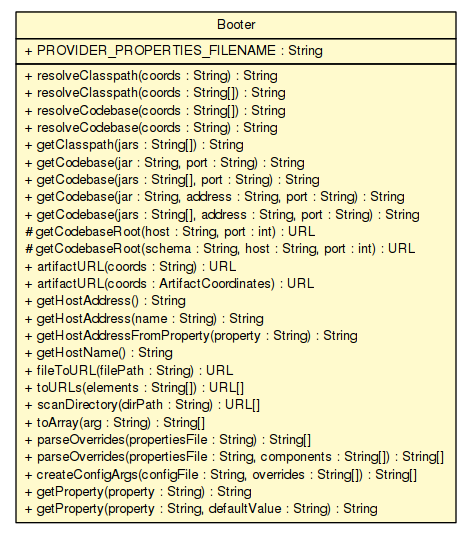 Booter
+ PROVIDER_PROPERTIES_FILENAME : String
+ resolveClasspath(coords : String) : String
+ resolveClasspath(coords : String[]) : String
+ resolveCodebase(coords : String[]) : String
+ resolveCodebase(coords : String) : String
+ getClasspath(jars : String[]) : String
+ getCodebase(jar : String, port : String) : String
+ getCodebase(jars : String[], port : String) : String
+ getCodebase(jar : String, address : String, port : String) : String
+ getCodebase(jars : String[], address : String, port : String) : String
# getCodebaseRoot(host : String, port : int) : URL
# getCodebaseRoot(schema : String, host : String, port : int) : URL
+ artifactURL(coords : String) : URL
+ artifactURL(coords : ArtifactCoordinates) : URL
+ getHostAddress() : String
+ getHostAddress(name : String) : String
+ getHostAddressFromProperty(property : String) : String
+ getHostName() : String
+ fileToURL(filePath : String) : URL
+ toURLs(elements : String[]) : URL[]
+ scanDirectory(dirPath : String) : URL[]
+ toArray(arg : String) : String[]
+ parseOverrides(propertiesFile : String) : String[]
+ parseOverrides(propertiesFile : String, components : String[]) : String[]
+ createConfigArgs(configFile : String, overrides : String[]) : String[]
+ getProperty(property : String) : String
+ getProperty(property : String, defaultValue : String) : String